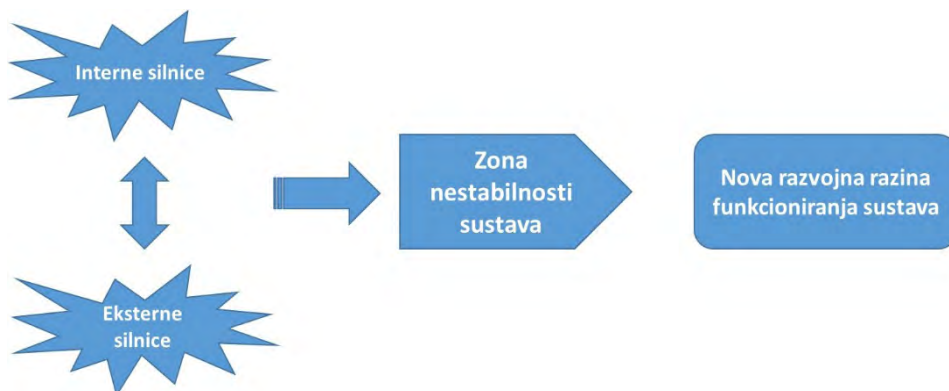 Interne silnice
Zona
nestabilnosti
sustava
Nova razvojna razina
funkcioniranja sustava
Eksterne
silnice